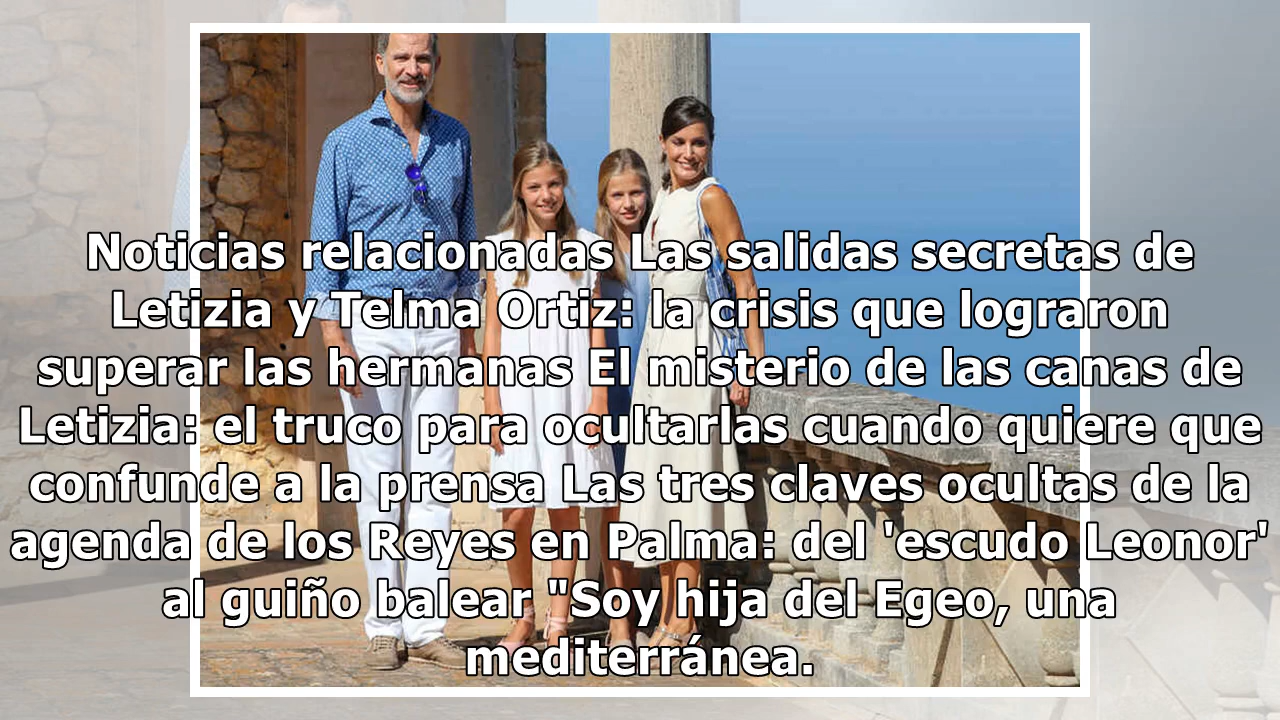 Noticias relacionadas Las salidas secretas de
Letizia y Telma Ortiz: la crisis que lograron
superar las hermanas El misterio de las canas de
Letizia: el truco para ocultarlas cuando quiere que
confunde a la prensa Las tres claves ocultas de la
agenda de los Reyes en Palma: del 'escudo Leonor'
al guiño balear "Soy hija del Egeo, una
mediterránea.